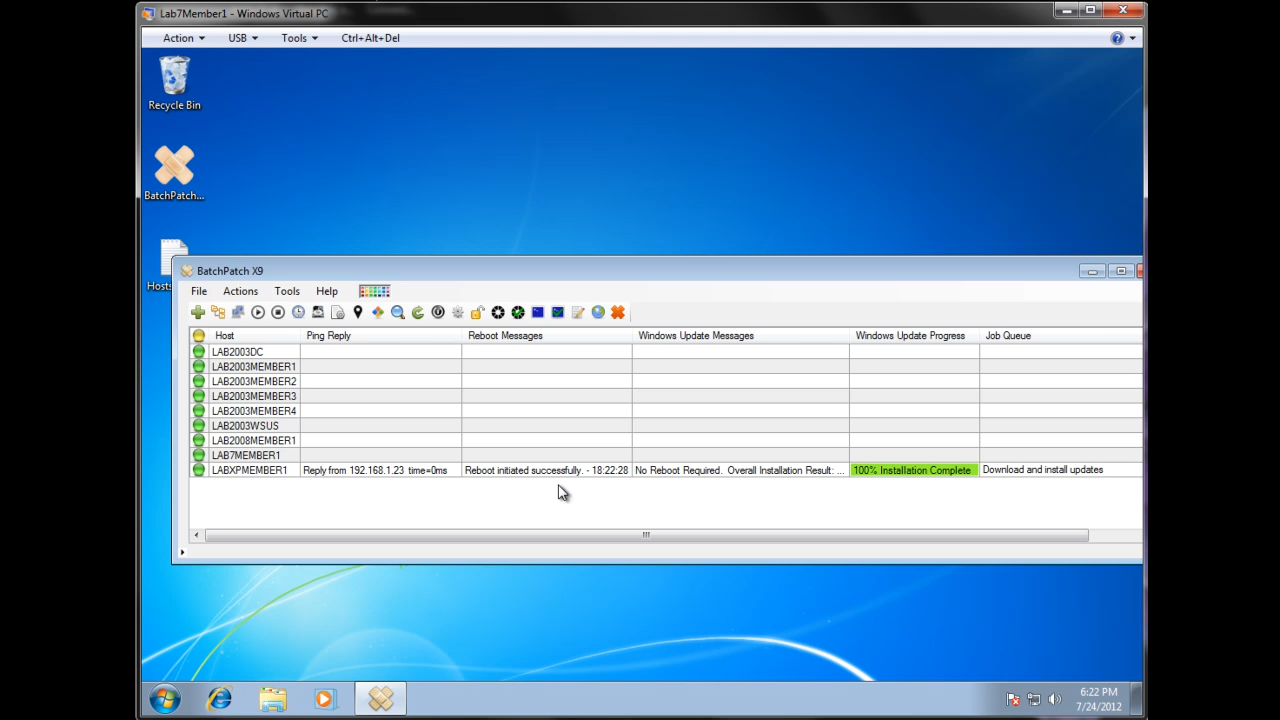 Lab7Member1 - Windows Virtual PC
Action USB Tools Ctrl+Alt+Del
Recycle Bin
BatchPatch...
Hosts
BatchPatch X9
File Actions Tools Help
Host Ping Reply Reboot Messages Windows Update Messages Windows Update Progress Job Queue
LAB2003DC
LAB2003MEMBER1
LAB2003MEMBER2
LAB2003MEMBER3
LAB2003MEMBER4
LAB2003WSUS
LAB2008MEMBER1
LAB7MEMBER1
LABXPMEMBER1 Reply from 192.168.1.23 time=0ms Reboot initiated successfully. - 18:22:28 No Reboot Required. Overall Installation Result: ... 100% Installation Complete Download and install updates
6:22 PM
7/24/2012